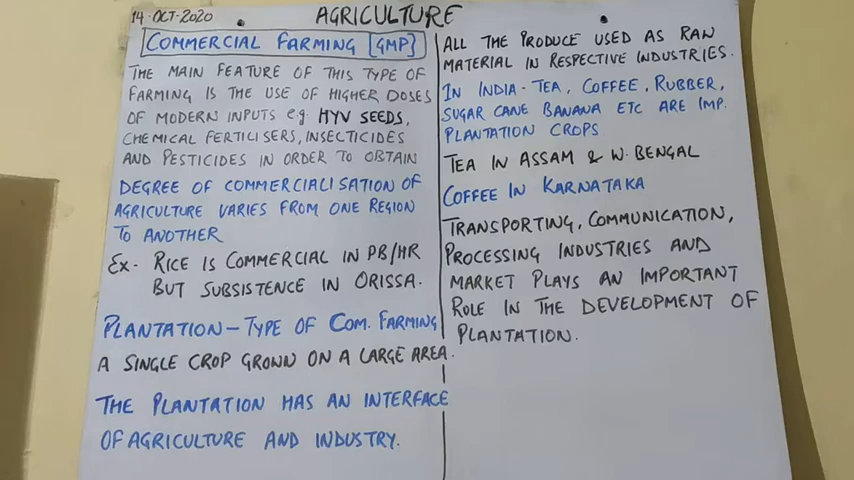 14-OCT-2020
AGRICULTURE
COMMERCIAL FARMING [GMP]
THE MAIN FEATURE OF THIS TYPE OF
FARMING IS THE USE OF HIGHER DOSES
OF MODERN INPUTS e.g. HYV SEEDS,
CHEMICAL FERTILISERS, INSECTICIDES
AND PESTICIDES IN ORDER TO OBTAIN
DEGREE OF COMMERCIALISATION OF
AGRICULTURE VARIES FROM ONE REGION
TO ANOTHER
Ex- RICE IS COMMERCIAL IN PB/HR
BUT SUBSISTENCE IN ORISSA.
PLANTATION - TYPE OF COM. FARMING
A SINGLE CROP GROWN ON A LARGE AREA.
THE PLANTATION HAS AN INTERFACE
OF AGRICULTURE AND INDUSTRY.
ALL THE PRODUCE USED AS RAW
MATERIAL IN RESPECTIVE INDUSTRIES.
IN INDIA - TEA, COFFEE, RUBBER,
SUGAR CANE BANANA ETC ARE IMP.
PLANTATION CROPS
TEA IN ASSAM & W. BENGAL
COFFEE IN KARNATAKA
TRANSPORTING, COMMUNICATION,
PROCESSING INDUSTRIES AND
MARKET PLAYS AN IMPORTANT
ROLE IN THE DEVELOPMENT OF
PLANTATION.